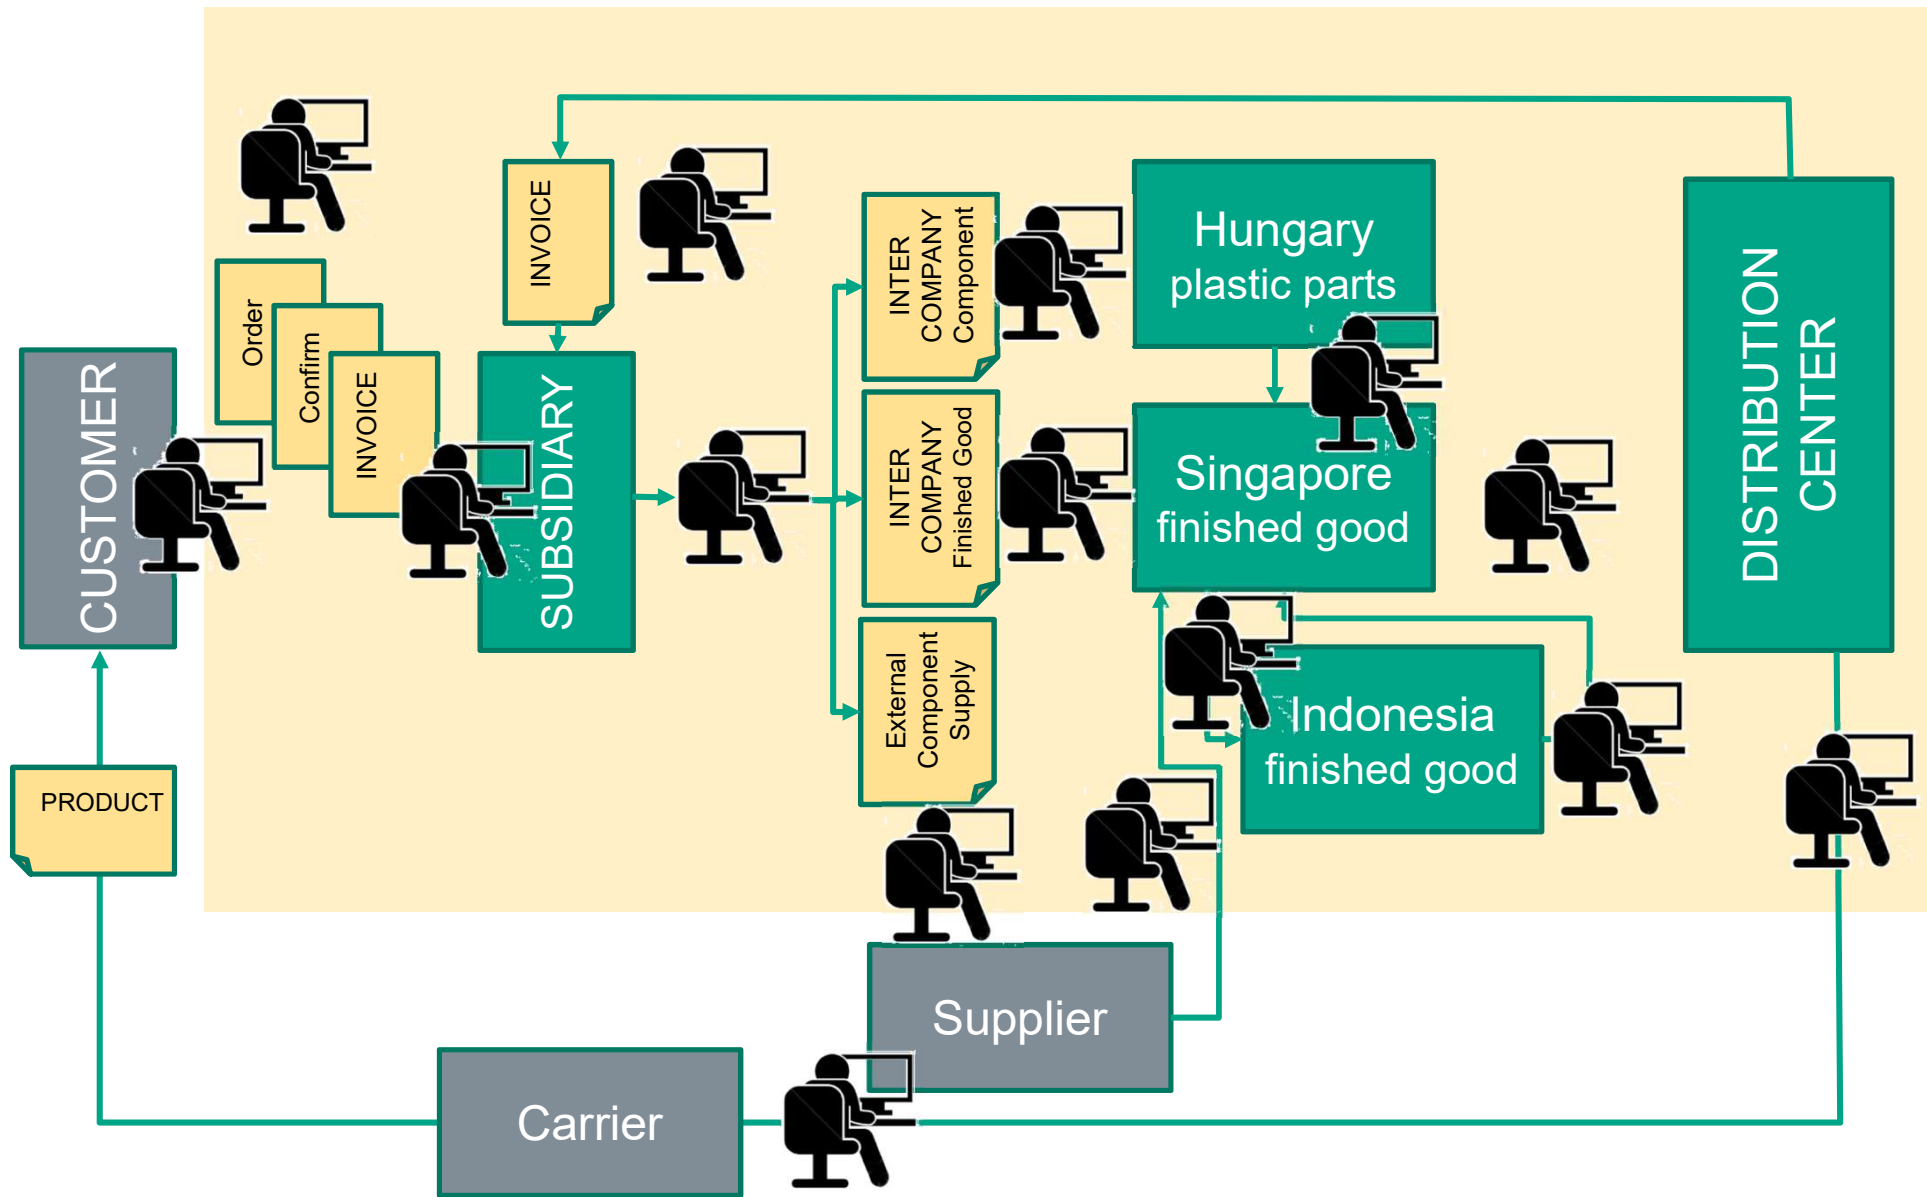 CUSTOMER
Order
Confirm
INVOICE
INVOICE
SUBSIDIARY
INTER
COMPANY
Component
INTER
COMPANY
Finished Good
External
Component
Supply
Hungary
plastic parts
Singapore
finished good
Indonesia
finished good
DISTRIBUTION
CENTER
PRODUCT
Supplier
Carrier